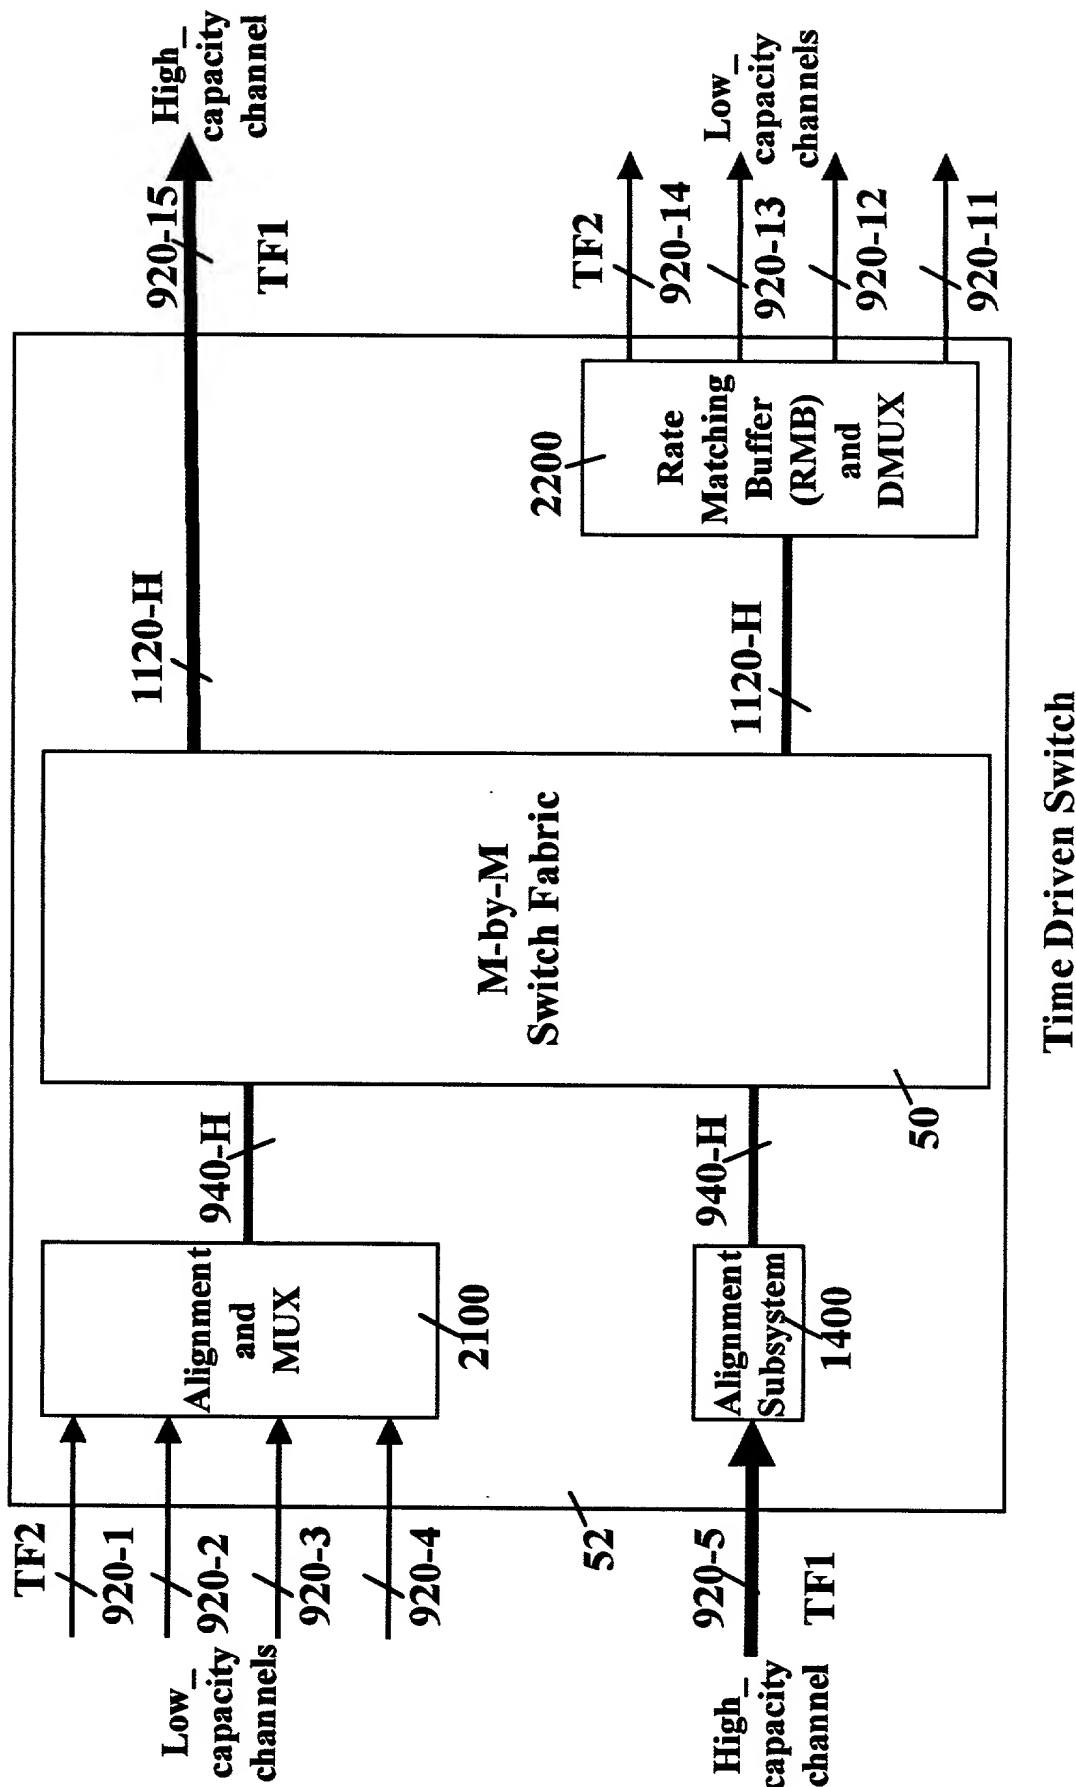 Low_
capacity
channels
TF2
920-1
920-2
920-3
920-4
High_
capacity
channel
920-5
TF1
52
Alignment
and
MUX
2100
Alignment
Subsystem
1400
940-H
940-H
M-by-M
Switch Fabric
50
1120-H
1120-H
2200
Rate
Matching
Buffer
(RMB)
and
DMUX
920-15
TF1
High_
capacity
channel
TF2
920-14
920-13
920-12
920-11
Low_
capacity
channels
Time Driven Switch